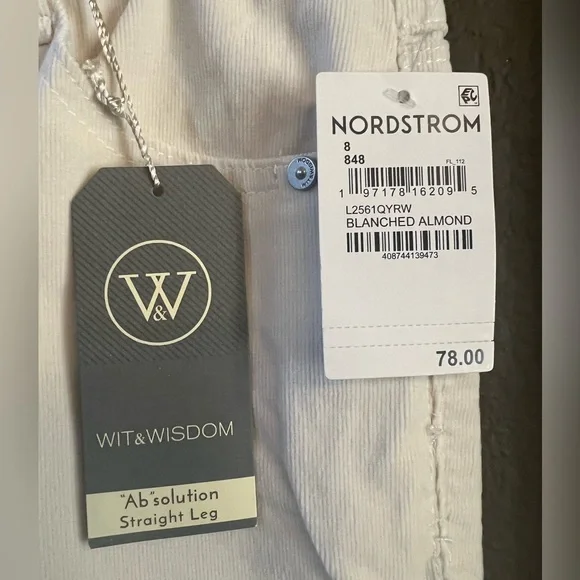 W&W
WIT&WISDOM
"Ab"solution
Straight Leg
NORDSTROM
8
848
FL_112
1 97178 16209 5
L2561QYRW
BLANCHED ALMOND
408744139473
78.00